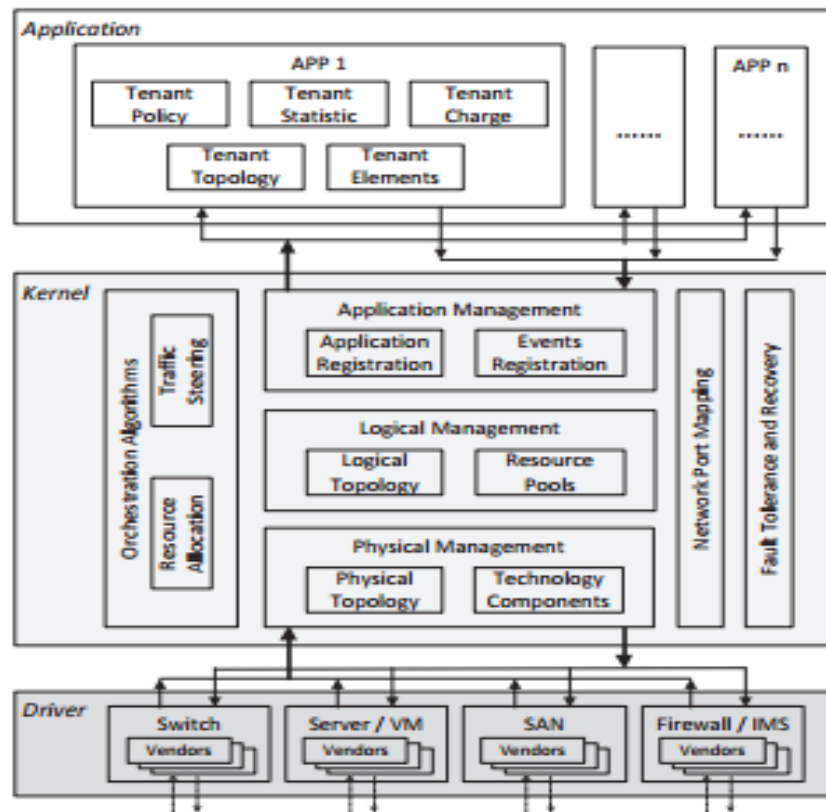 Application
APP 1
Tenant
Policy
Tenant
Statistic
Tenant
Charge
Tenant
Topology
Tenant
Elements
......
APP n
......
Kernel
Orchestration Algorithms
Traffic
Steering
Resource
Allocation
Application Management
Application
Registration
Events
Registration
Logical Management
Logical
Topology
Resource
Pools
Physical Management
Physical
Topology
Technology
Components
Network Port Mapping
Fault Tolerance and Recovery
Driver
Switch
Vendors
Server / VM
Vendors
SAN
Vendors
Firewall / IMS
Vendors